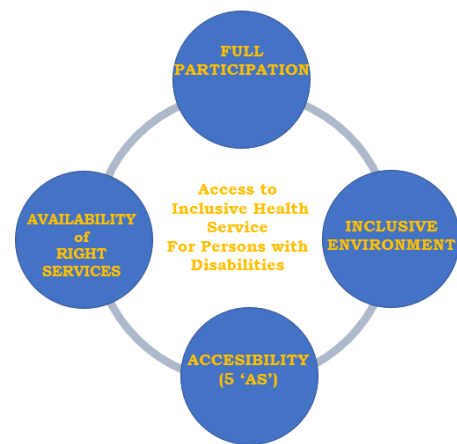 FULL
PARTICIPATION
Access to
Inclusive Health
Service
For Persons with
Disabilities
AVAILABILITY
of
RIGHT
SERVICES
INCLUSIVE
ENVIRONMENT
ACCESIBILITY
(5 ‘AS’)